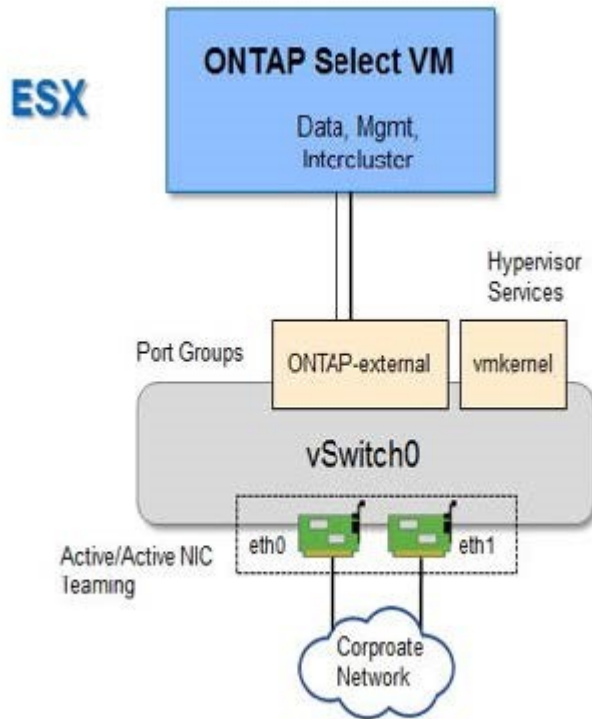 ONTAP Select VM
ESX
Data, Mgmt,
Intercluster
Hypervisor
Services
Port Groups
ONTAP-external
vmkernel
vSwitch0
eth0
eth1
Active/Active NIC
Teaming
Corproate
Network